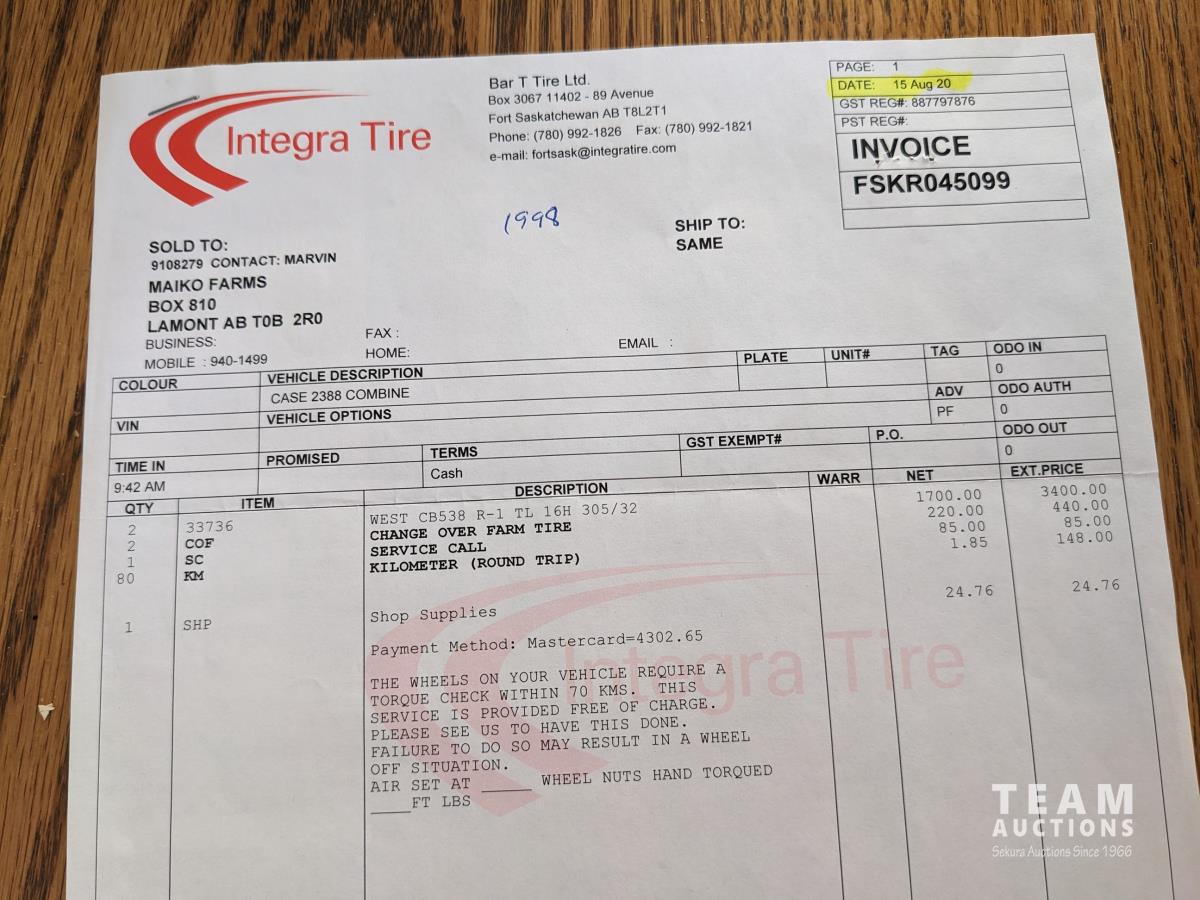 Integra Tire
Bar T Tire Ltd.
Box 3067 11402 - 89 Avenue
Fort Saskatchewan AB T8L2T1
Phone: (780) 992-1826 Fax: (780) 992-1821
e-mail: fortsask@integratire.com
PAGE: 1
DATE: 15 Aug 20
GST REG#: 887797876
PST REG#:
INVOICE
FSKR045099
1998
SOLD TO:
9108279 CONTACT: MARVIN
MAIKO FARMS
BOX 810
LAMONT AB T0B 2R0
BUSINESS:
MOBILE : 940-1499
FAX :
HOME:
EMAIL :
SHIP TO:
SAME
COLOUR VEHICLE DESCRIPTION PLATE UNIT# TAG ODO IN
CASE 2388 COMBINE 0
VIN VEHICLE OPTIONS ADV ODO AUTH
PF 0
TIME IN PROMISED TERMS GST EXEMPT# P.O. ODO OUT
9:42 AM Cash 0
QTY ITEM DESCRIPTION WARR NET EXT.PRICE
2 33736 WEST CB538 R-1 TL 16H 305/32 1700.00 3400.00
2 COF CHANGE OVER FARM TIRE 220.00 440.00
1 SC SERVICE CALL 85.00 85.00
80 KM KILOMETER (ROUND TRIP) 1.85 148.00
1 SHP Shop Supplies 24.76 24.76
Payment Method: Mastercard=4302.65
Integra Tire
THE WHEELS ON YOUR VEHICLE REQUIRE A
TORQUE CHECK WITHIN 70 KMS. THIS
SERVICE IS PROVIDED FREE OF CHARGE.
PLEASE SEE US TO HAVE THIS DONE.
FAILURE TO DO SO MAY RESULT IN A WHEEL
OFF SITUATION.
AIR SET AT _____ WHEEL NUTS HAND TORQUED
____FT LBS
TEAM
AUCTIONS
Sekura Auctions Since 1966